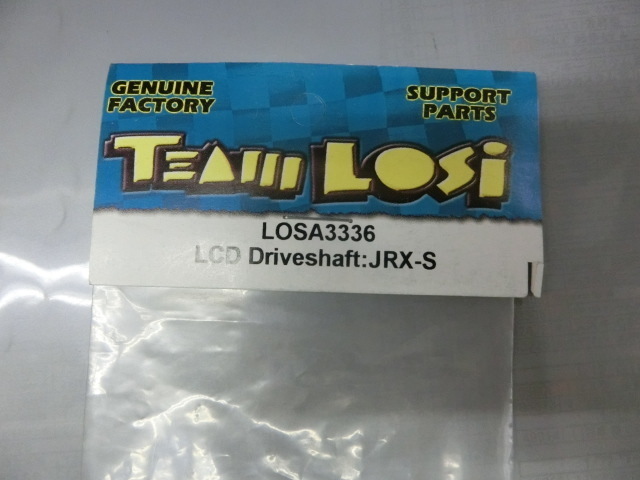 GENUINE
FACTORY
SUPPORT
PARTS
TEAM LOSI
LOSA3336
LCD Driveshaft:JRX-S